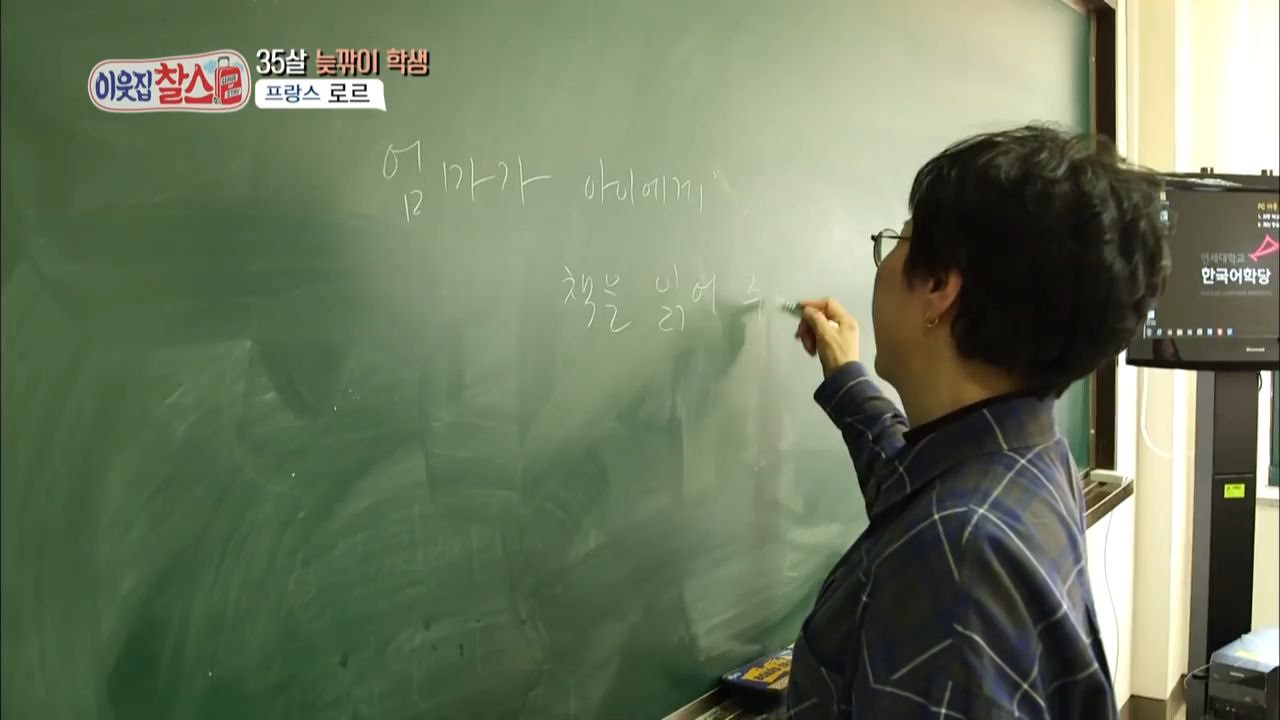 이웃집 찰스
35살 늦깎이 학생
프랑스 로르
엄마가 아이에게
책을 읽어 주
연세대학교
한국어학당